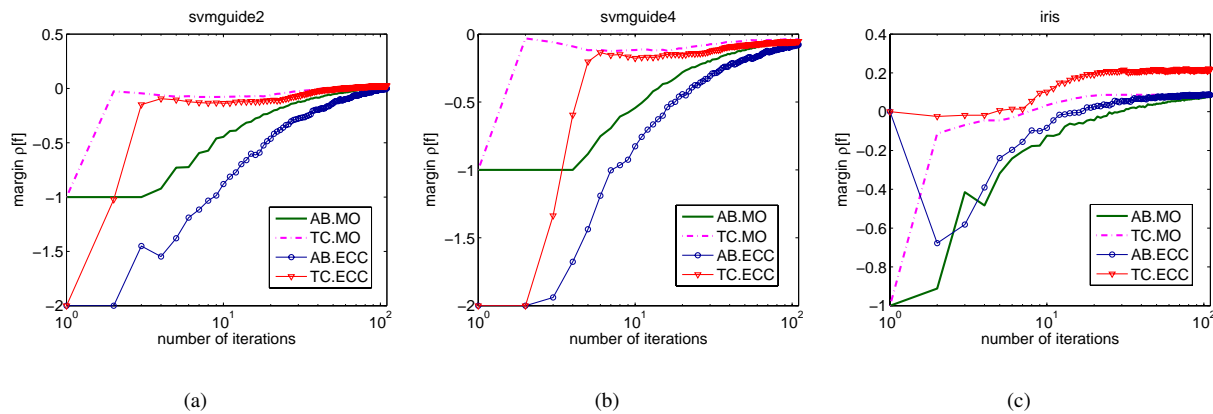 svmguide2
0.5
0
−0.5
−1
−1.5
−2
margin ρ[f]
10^0
10^1
10^2
number of iterations
AB.MO
TC.MO
AB.ECC
TC.ECC
(a)
svmguide4
0
−0.5
−1
−1.5
−2
margin ρ[f]
10^0
10^1
10^2
number of iterations
AB.MO
TC.MO
AB.ECC
TC.ECC
(b)
iris
0.4
0.2
0
−0.2
−0.4
−0.6
−0.8
−1
margin ρ[f]
10^0
10^1
10^2
number of iterations
AB.MO
TC.MO
AB.ECC
TC.ECC
(c)